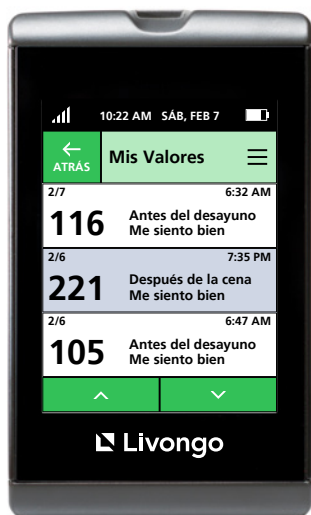 10:22 AM SÁB, FEB 7
ATRÁS
Mis Valores
2/7 6:32 AM
116
Antes del desayuno
Me siento bien
2/6 7:35 PM
221
Después de la cena
Me siento bien
2/6 6:47 AM
105
Antes del desayuno
Me siento bien
Livongo